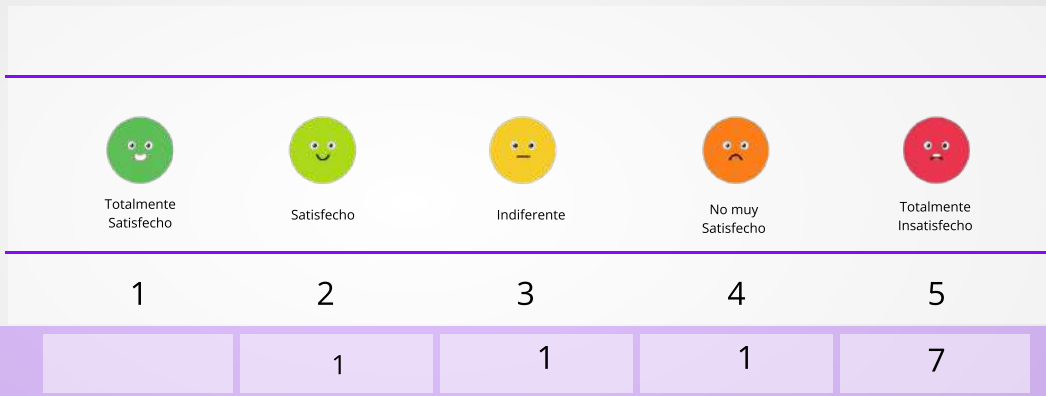 Totalmente
Satisfecho
Satisfecho
Indiferente
No muy
Satisfecho
Totalmente
Insatisfecho
1 2 3 4 5
1 1 1 7